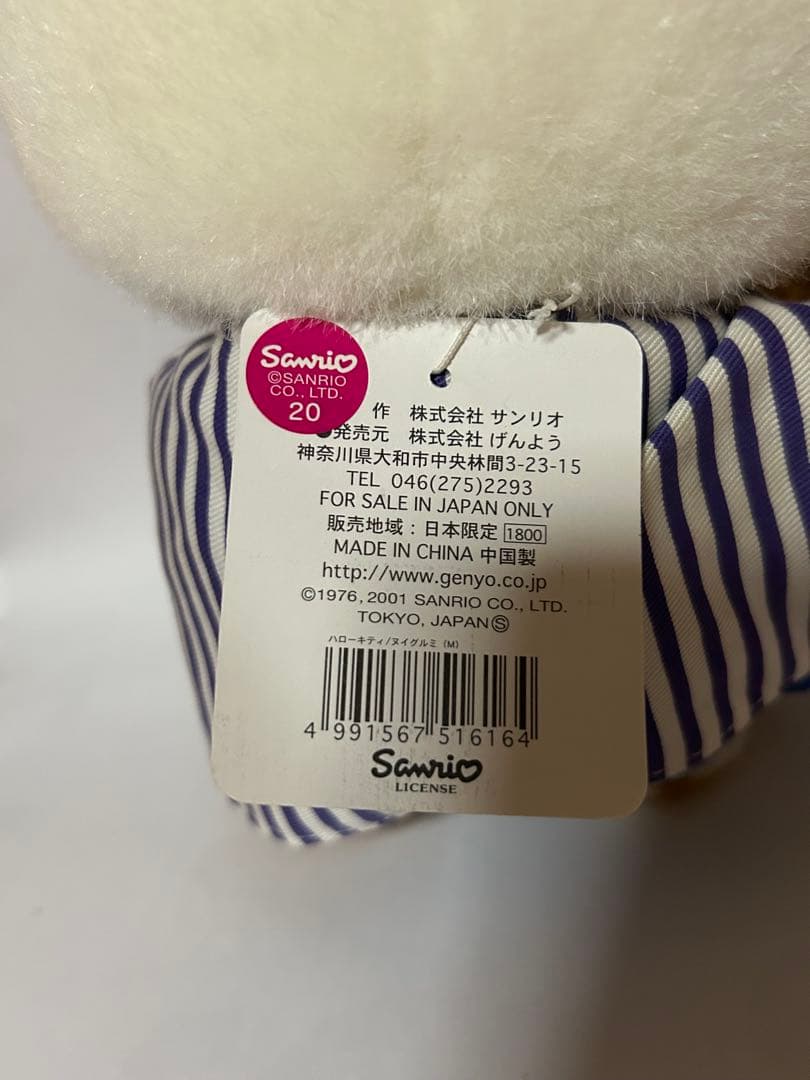 Sanrio
©SANRIO
CO., LTD.
20
作 株式会社 サンリオ
●発売元 株式会社 げんよう
神奈川県大和市中央林間3-23-15
TEL 046(275)2293
FOR SALE IN JAPAN ONLY
販売地域：日本限定 1800
MADE IN CHINA 中国製
http://www.genyo.co.jp
©1976, 2001 SANRIO CO., LTD.
TOKYO, JAPAN Ⓢ
ハローキティ/ヌイグルミ (M)
4 991567 516164
Sanrio
LICENSE